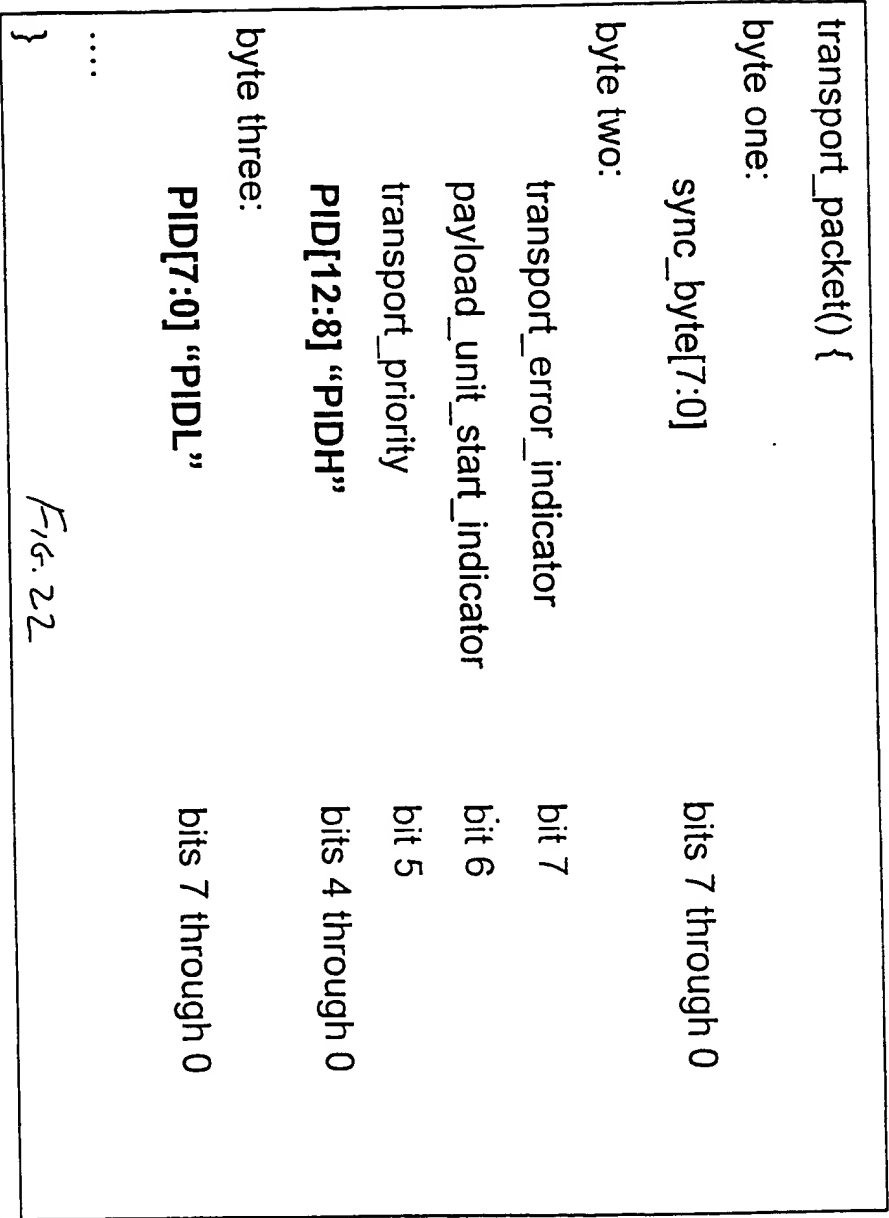 transport_packet() {
byte one:
sync_byte[7:0] bits 7 through 0
byte two:
transport_error_indicator bit 7
payload_unit_start_indicator bit 6
transport_priority bit 5
PID[12:8] “PIDH” bits 4 through 0
byte three:
PID[7:0] “PIDL” bits 7 through 0
....
}
FIG. 22